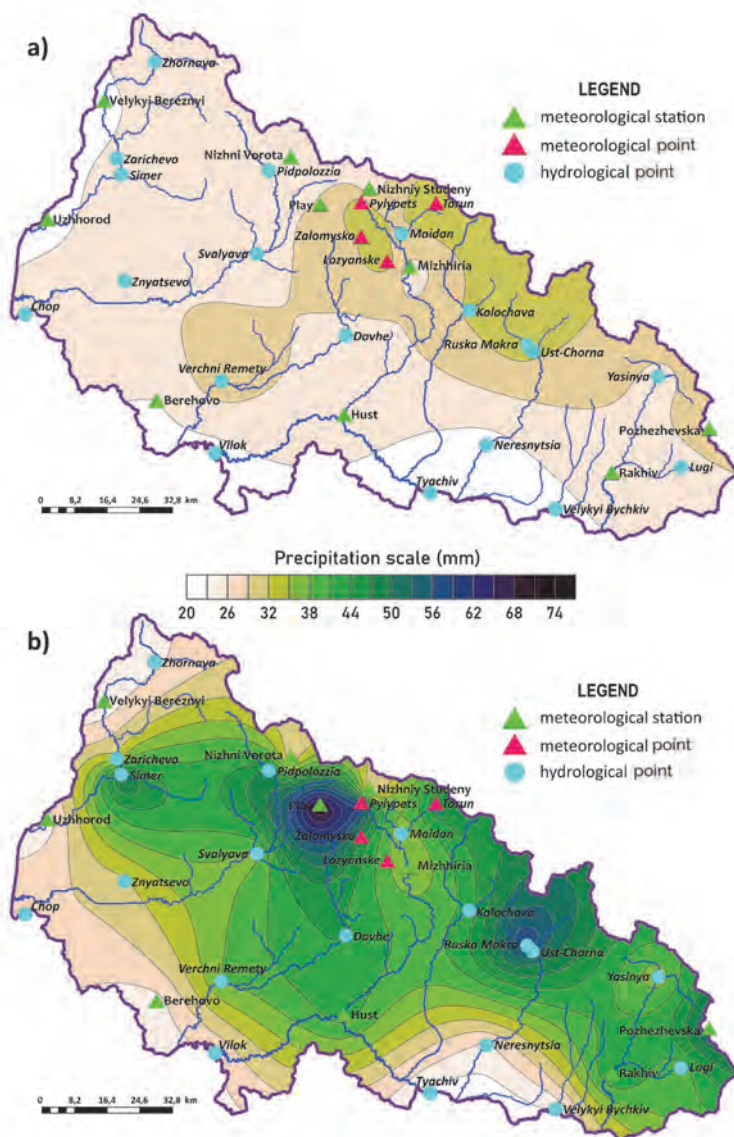 a)
Zhornava
LEGEND
meteorological station
meteorological point
hydrological point
Velykyi Bereznyi
Zarichevo
Simer
Nizhni Vorota
Pidpolozzia
Nizhniy Studeny
Play
Pylypets
Torun
Uzhhorod
Zalomysko
Maidan
Svalyava
Lozyanske
Mizhhiria
Znyatsevo
Chop
Kolochava
Dovhe
Ruska Mokra
Ust-Chorna
Verchni Remety
Yasinya
Berehovo
Hust
Pozhezhevska
Vilok
Neresnytsia
Rakhiv
Lugi
Tyachiv
Velykyi Bychkiv
0 8,2 16,4 24,6 32,8 km
Precipitation scale (mm)
20 26 32 38 44 50 56 62 68 74
b)
Zhornava
LEGEND
meteorological station
meteorological point
hydrological point
Velykyi Bereznyi
Zarichevo
Simer
Nizhni Vorota
Pidpolozzia
Nizhniy Studeny
Play
Pylypets
Torun
Uzhhorod
Zalomysko
Maidan
Svalyava
Lozyanske
Mizhhiria
Znyatsevo
Chop
Kolochava
Dovhe
Ruska Mokra
Ust-Chorna
Verchni Remety
Yasinya
Berehovo
Hust
Pozhezhevska
Vilok
Neresnytsia
Rakhiv
Lugi
Tyachiv
Velykyi Bychkiv
0 8,2 16,4 24,6 32,8 km